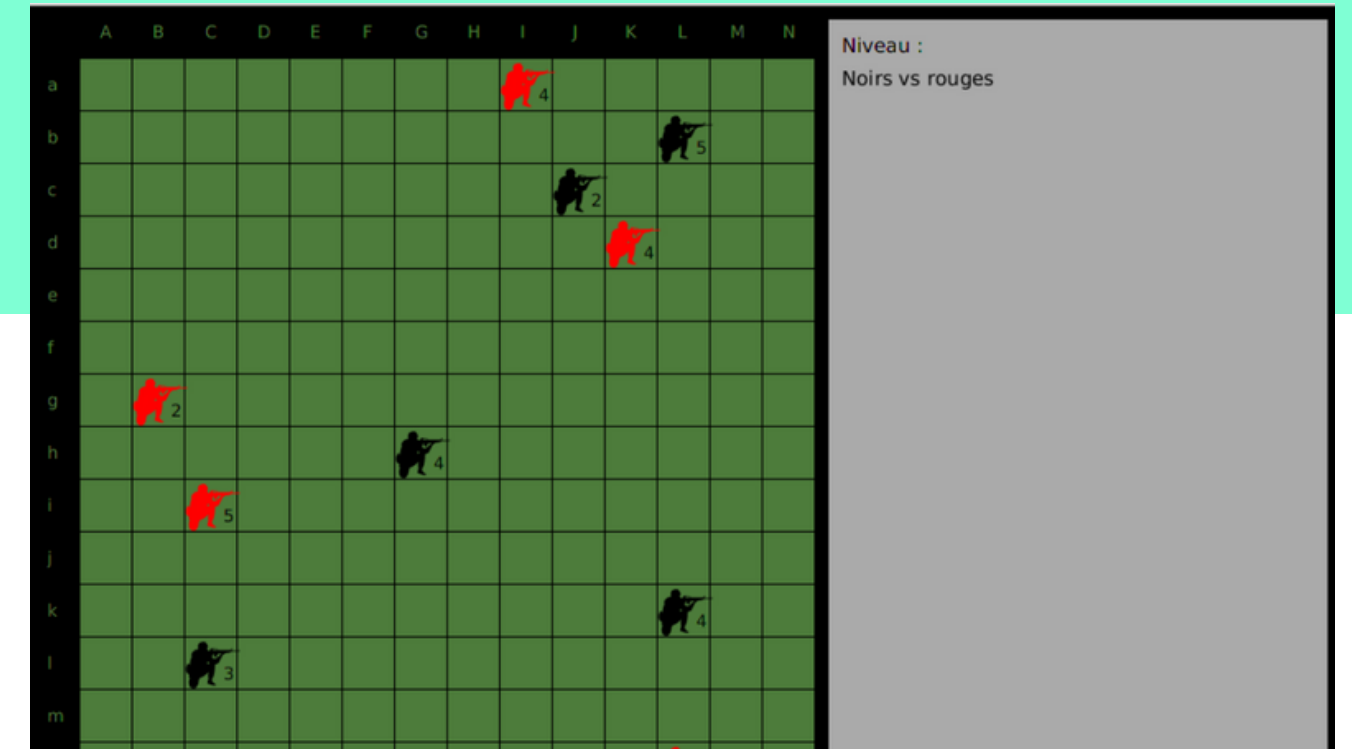 A B C D E F G H I J K L M N
Niveau :
Noirs vs rouges
a 4
b 5
c 2
d 4
e
f
g 2
h 4
i 5
j
k 4
l 3
m